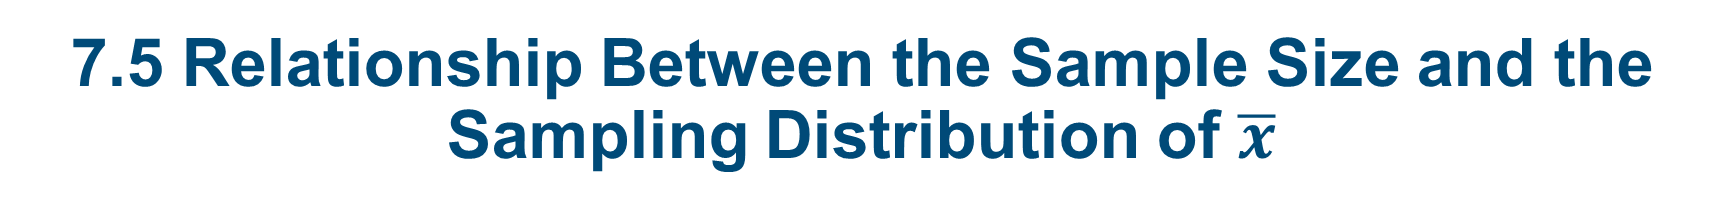 7.5 Relationship Between the Sample Size and the
Sampling Distribution of x̅